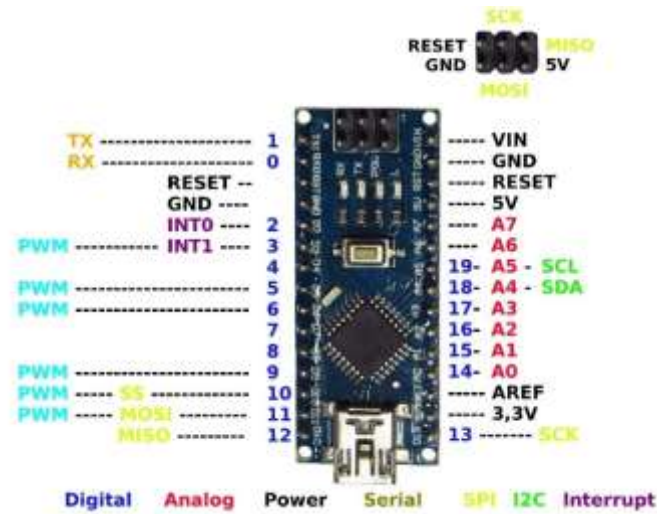 SCK
RESET MISO
GND 5V
MOSI
TX 1 VIN
RX 0 GND
RESET RESET
GND 5V
INT0 2 A7
PWM INT1 3 A6
4 19 A5 SCL
PWM 5 18 A4 SDA
PWM 6 17 A3
7 16 A2
8 15 A1
PWM 9 14 A0
PWM SS 10 AREF
PWM MOSI 11 3,3V
MISO 12 13 SCK
Digital Analog Power Serial SPI I2C Interrupt